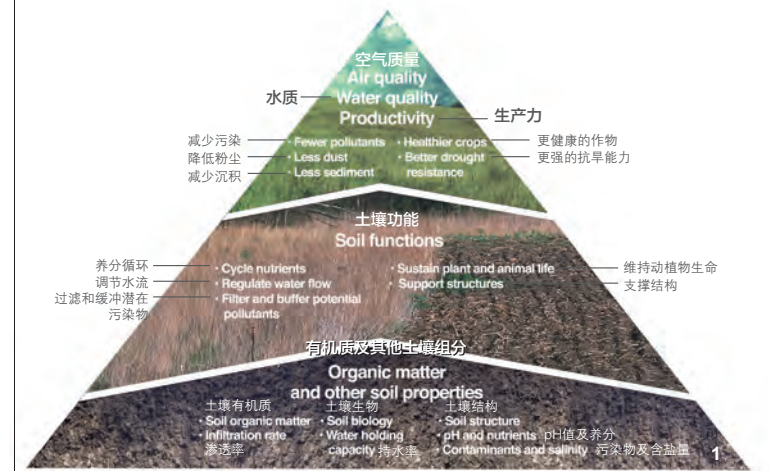 空气质量
Air quality
水质 Water quality
Productivity 生产力
减少污染 · Fewer pollutants · Healthier crops 更健康的作物
降低粉尘 · Less dust · Better drought 更强的抗旱能力
减少沉积 · Less sediment resistance
土壤功能
Soil functions
养分循环 · Cycle nutrients · Sustain plant and animal life 维持动植物生命
调节水流 · Regulate water flow · Support structures 支撑结构
过滤和缓冲潜在 · Filter and buffer potential
污染物 pollutants
有机质及其他土壤组分
Organic matter
and other soil properties
土壤有机质 土壤生物 土壤结构
· Soil organic matter · Soil biology · Soil structure
· Infiltration rate · Water holding · pH and nutrients pH值及养分
渗透率 capacity 持水率 · Contaminants and salinity 污染物及含盐量 1